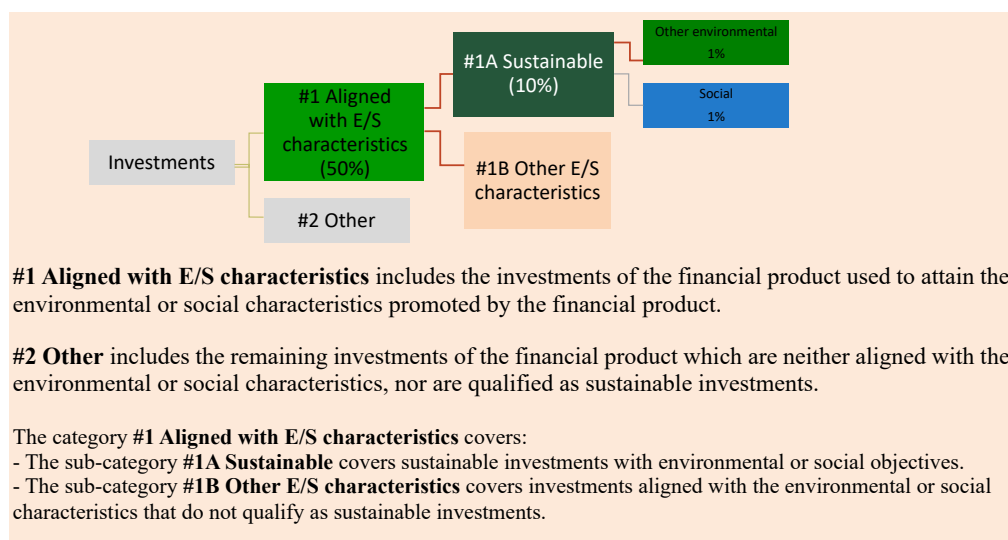 Other environmental
1%
#1A Sustainable
(10%)
Social
1%
#1 Aligned
with E/S
characteristics
(50%)
Investments
#1B Other E/S
characteristics
#2 Other
#1 Aligned with E/S characteristics includes the investments of the financial product used to attain the
environmental or social characteristics promoted by the financial product.
#2 Other includes the remaining investments of the financial product which are neither aligned with the
environmental or social characteristics, nor are qualified as sustainable investments.
The category #1 Aligned with E/S characteristics covers:
- The sub-category #1A Sustainable covers sustainable investments with environmental or social objectives.
- The sub-category #1B Other E/S characteristics covers investments aligned with the environmental or social
characteristics that do not qualify as sustainable investments.